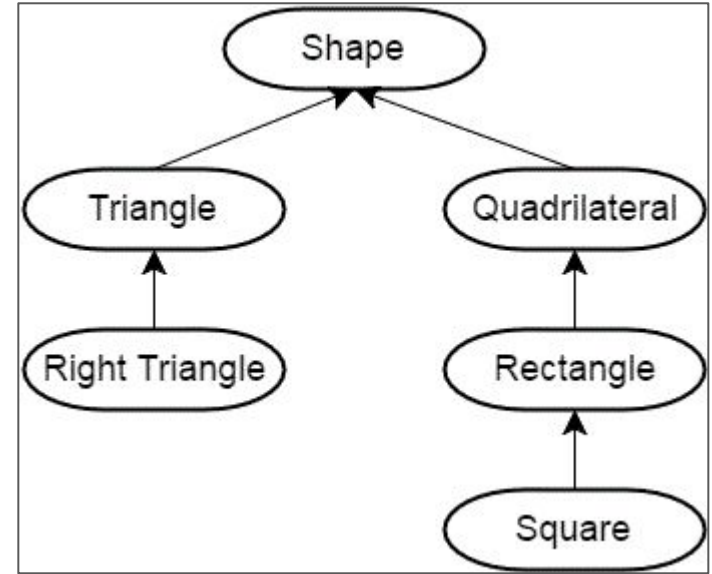 Shape
Triangle
Quadrilateral
Right Triangle
Rectangle
Square